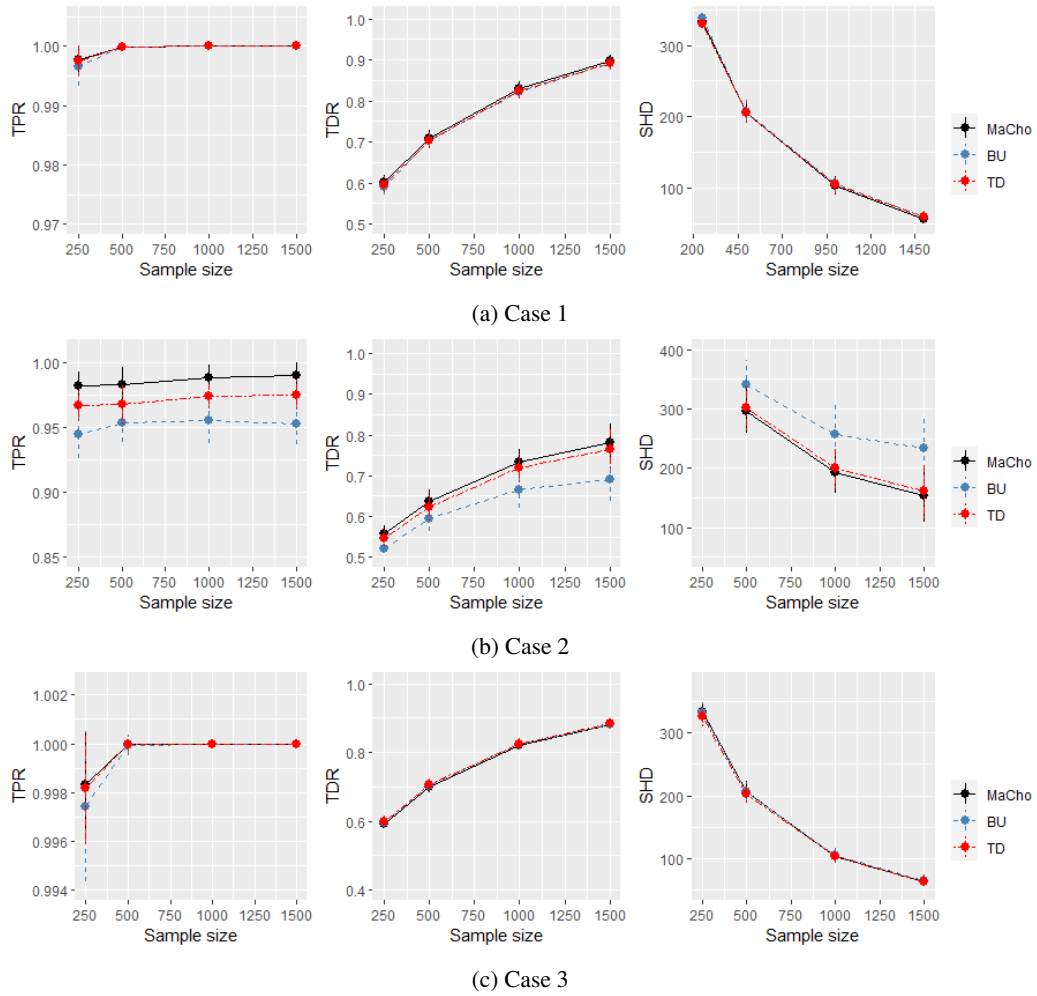 1.00
0.99
0.98
0.97
TPR
250 500 750 1000 1250 1500
Sample size
1.0
0.9
0.8
0.7
0.6
0.5
TDR
250 500 750 1000 1250 1500
Sample size
300
200
100
SHD
200 450 700 950 1200 1450
Sample size
MaCho
BU
TD
(a) Case 1
1.00
0.95
0.90
0.85
TPR
250 500 750 1000 1250 1500
Sample size
1.0
0.9
0.8
0.7
0.6
0.5
TDR
250 500 750 1000 1250 1500
Sample size
400
300
200
100
SHD
250 500 750 1000 1250 1500
Sample size
MaCho
BU
TD
(b) Case 2
1.002
1.000
0.998
0.996
0.994
TPR
250 500 750 1000 1250 1500
Sample size
1.0
0.8
0.6
0.4
TDR
250 500 750 1000 1250 1500
Sample size
300
200
100
SHD
250 500 750 1000 1250 1500
Sample size
MaCho
BU
TD
(c) Case 3